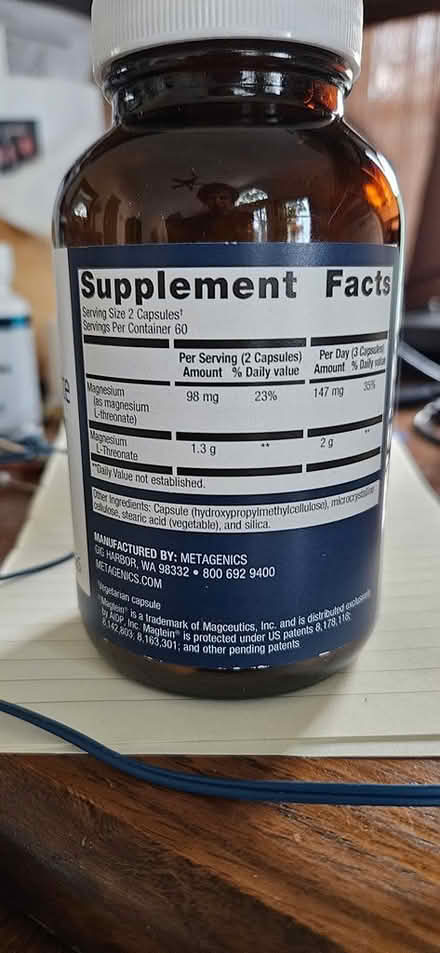 Supplement Facts
Serving Size 2 Capsules†
Servings Per Container 60
Per Serving (2 Capsules) Per Day (3 Capsules)
Amount % Daily value Amount % Daily value
Magnesium 98 mg 23% 147 mg 35%
(as magnesium
L-threonate)
Magnesium 1.3 g ** 2 g **
L-Threonate
**Daily Value not established.
Other Ingredients: Capsule (hydroxypropylmethylcellulose), microcrystalline
cellulose, stearic acid (vegetable), and silica.
MANUFACTURED BY: METAGENICS
GIG HARBOR, WA 98332 • 800 692 9400
METAGENICS.COM
Vegetarian capsule
Magtein® is a trademark of Magceutics, Inc. and is distributed exclusively
by AIDP, Inc. Magtein® is protected under US patents 8,178,118;
8,142,803; 8,163,301; and other pending patents